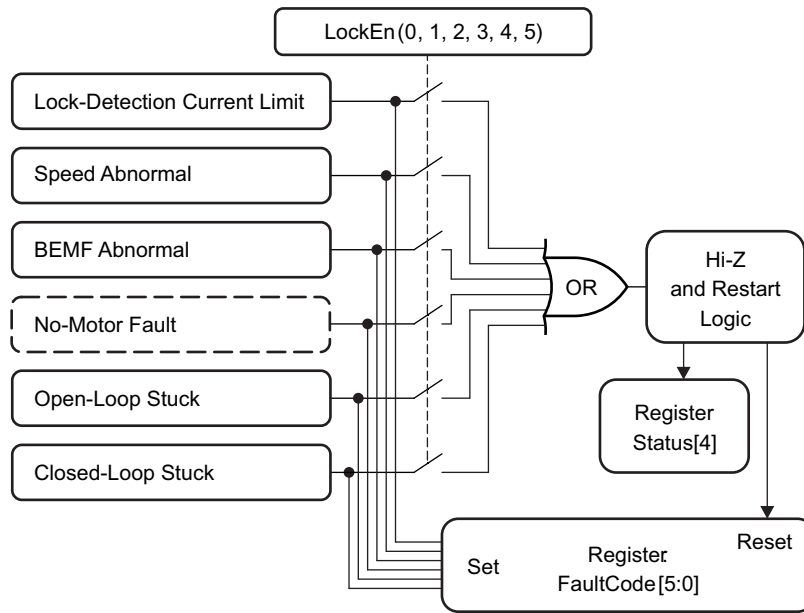 LockEn(0, 1, 2, 3, 4, 5)
Lock-Detection Current Limit
Speed Abnormal
BEMF Abnormal
No-Motor Fault
Open-Loop Stuck
Closed-Loop Stuck
OR
Hi-Z
and Restart
Logic
Register
Status[4]
Reset
Set
Register
FaultCode[5:0]